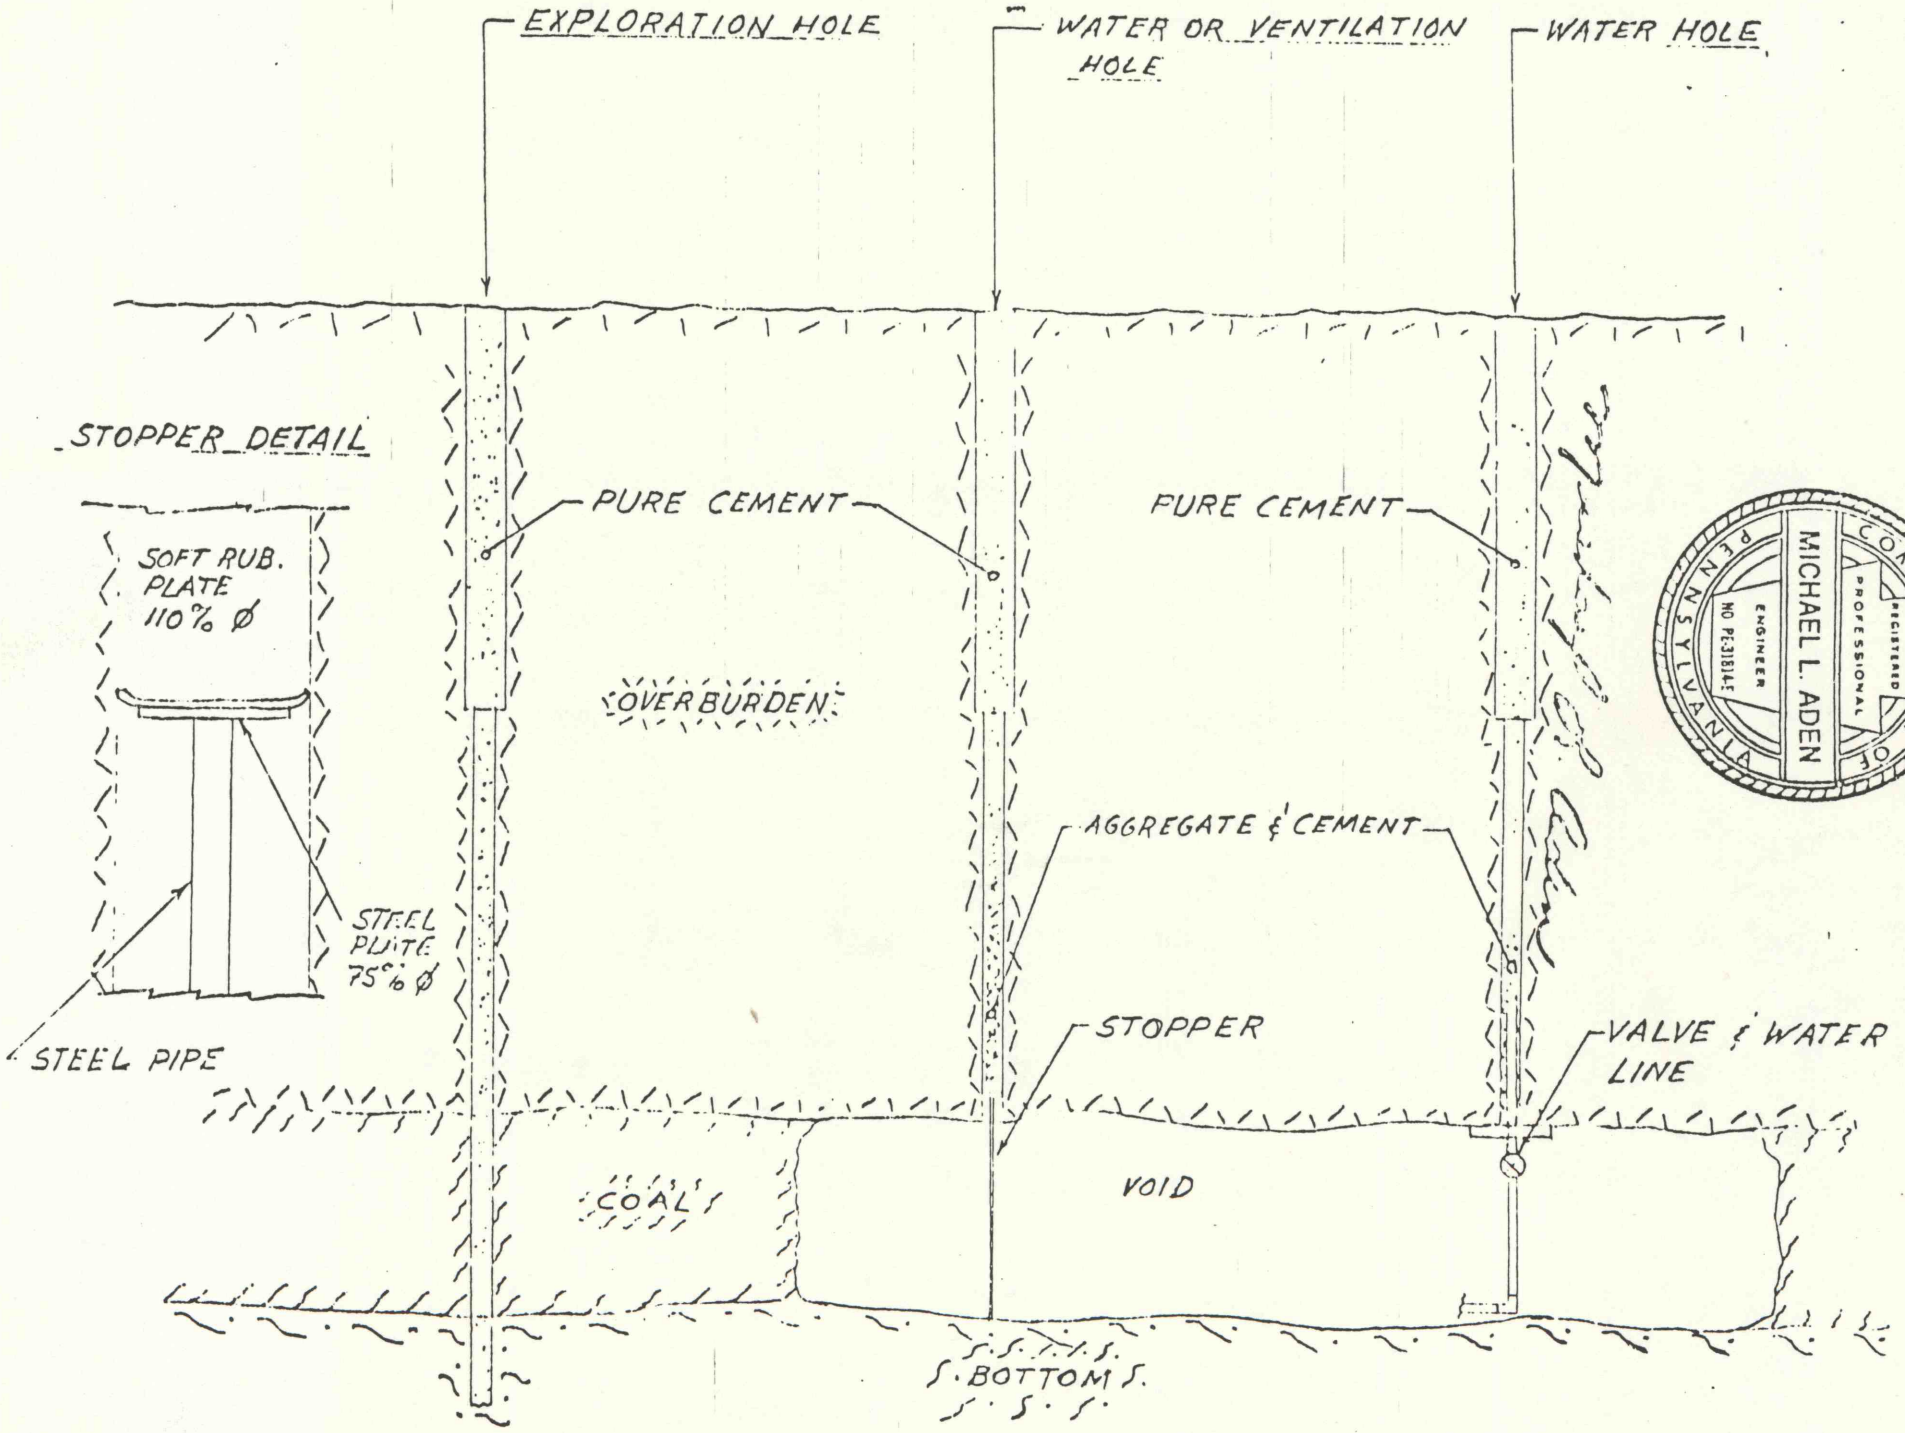 EXPLORATION HOLE
WATER OR VENTILATION
HOLE
WATER HOLE
STOPPER DETAIL
SOFT RUB.
PLATE
110% Ø
PURE CEMENT
PURE CEMENT
OVERBURDEN
AGGREGATE & CEMENT
STEEL
PLATE
75% Ø
STEEL PIPE
STOPPER
VALVE & WATER
LINE
COAL
VOID
BOTTOM
REGISTERED
PROFESSIONAL
MICHAEL L. ADEN
ENGINEER
NO PE-31814-E
PENNSYLVANIA
OF